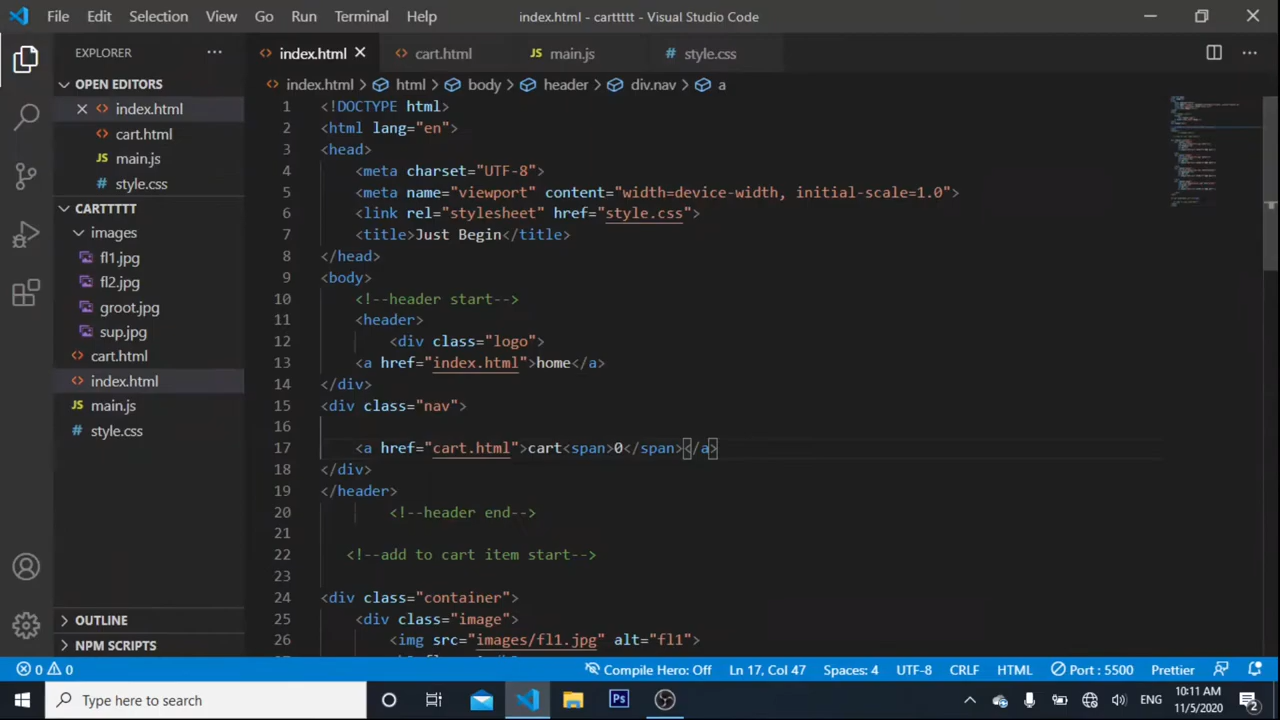 File Edit Selection View Go Run Terminal Help
index.html - carttttt - Visual Studio Code
EXPLORER
OPEN EDITORS
index.html
cart.html
main.js
style.css
CARTTTTT
images
fl1.jpg
fl2.jpg
groot.jpg
sup.jpg
cart.html
index.html
main.js
style.css
OUTLINE
NPM SCRIPTS
index.html cart.html JS main.js # style.css
index.html > html > body > header > div.nav > a
1 <!DOCTYPE html>
2 <html lang="en">
3 <head>
4 <meta charset="UTF-8">
5 <meta name="viewport" content="width=device-width, initial-scale=1.0">
6 <link rel="stylesheet" href="style.css">
7 <title>Just Begin</title>
8 </head>
9 <body>
10 <!--header start-->
11 <header>
12 <div class="logo">
13 <a href="index.html">home</a>
14 </div>
15 <div class="nav">
16
17 <a href="cart.html">cart<span>0</span></a>
18 </div>
19 </header>
20 <!--header end-->
21
22 <!--add to cart item start-->
23
24 <div class="container">
25 <div class="image">
26 <img src="images/fl1.jpg" alt="fl1">
0 0 Compile Hero: Off Ln 17, Col 47 Spaces: 4 UTF-8 CRLF HTML Port : 5500 Prettier
Type here to search
Ps
ENG
10:11 AM
11/5/2020
2